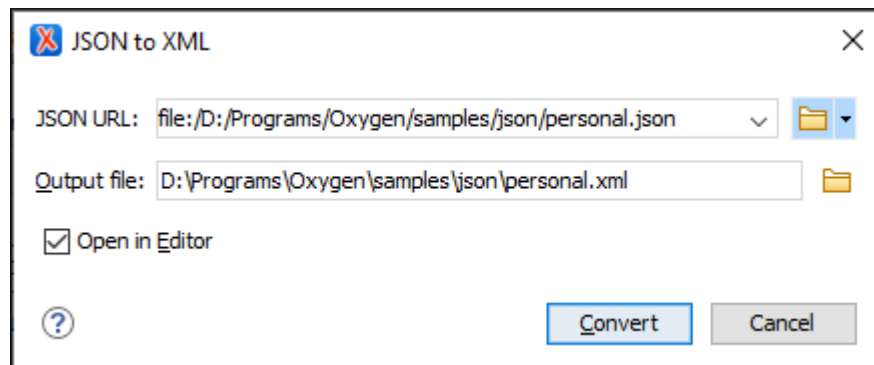 JSON to XML
JSON URL: file:/D:/Programs/Oxygen/samples/json/personal.json
Output file: D:\Programs\Oxygen\samples\json\personal.xml
Open in Editor
? Convert Cancel